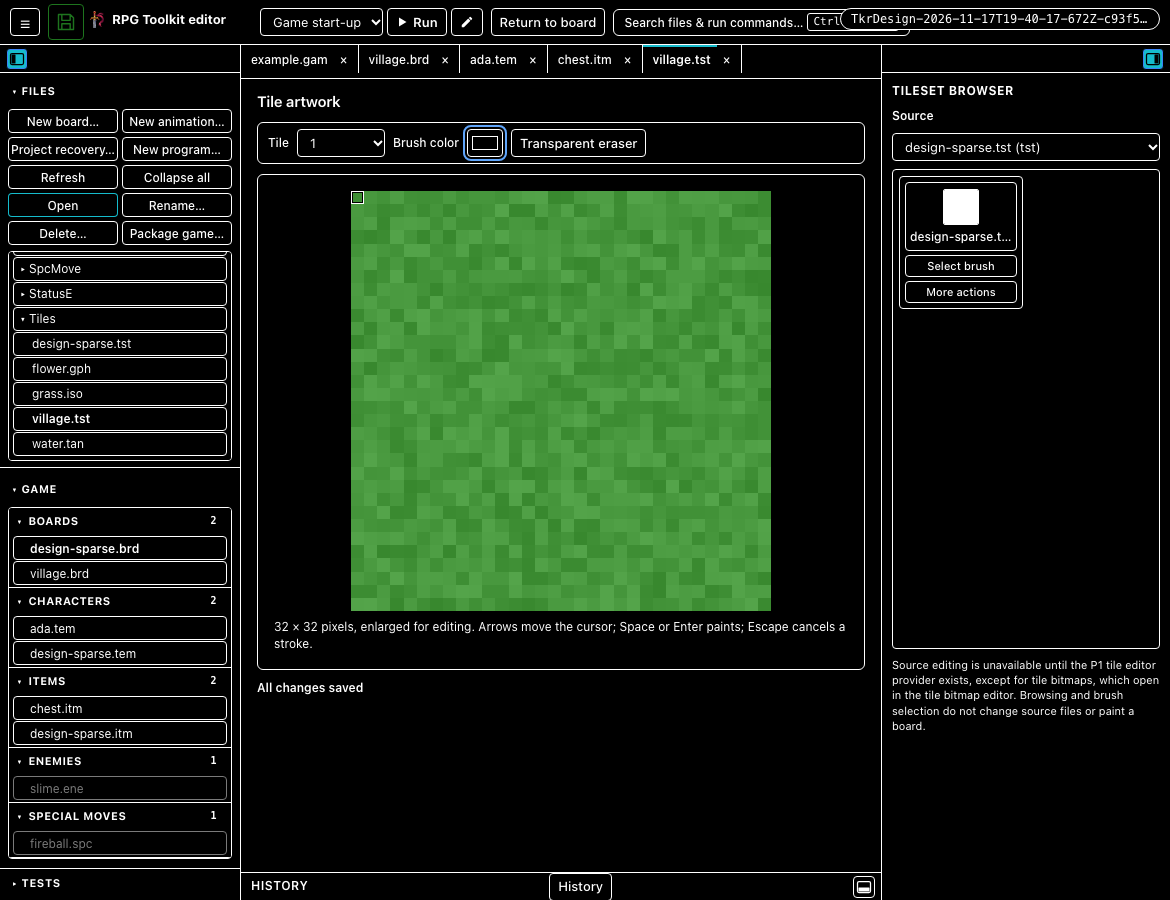 RPG Toolkit editor
Game start-up
Run
Return to board
Search files & run commands...
Ctrl
TkrDesign-2026-11-17T19-40-17-672Z-c93f5…
FILES
New board...
New animation...
Project recovery...
New program...
Refresh
Collapse all
Open
Rename...
Delete...
Package game...
SpcMove
StatusE
Tiles
design-sparse.tst
flower.gph
grass.iso
village.tst
water.tan
GAME
BOARDS 2
design-sparse.brd
village.brd
CHARACTERS 2
ada.tem
design-sparse.tem
ITEMS 2
chest.itm
design-sparse.itm
ENEMIES 1
slime.ene
SPECIAL MOVES 1
fireball.spc
TESTS
example.gam ×
village.brd ×
ada.tem ×
chest.itm ×
village.tst ×
Tile artwork
Tile 1 Brush color Transparent eraser
32 × 32 pixels, enlarged for editing. Arrows move the cursor; Space or Enter paints; Escape cancels a
stroke.
All changes saved
HISTORY
History
TILESET BROWSER
Source
design-sparse.tst (tst)
design-sparse.t...
Select brush
More actions
Source editing is unavailable until the P1 tile editor
provider exists, except for tile bitmaps, which open
in the tile bitmap editor. Browsing and brush
selection do not change source files or paint a
board.